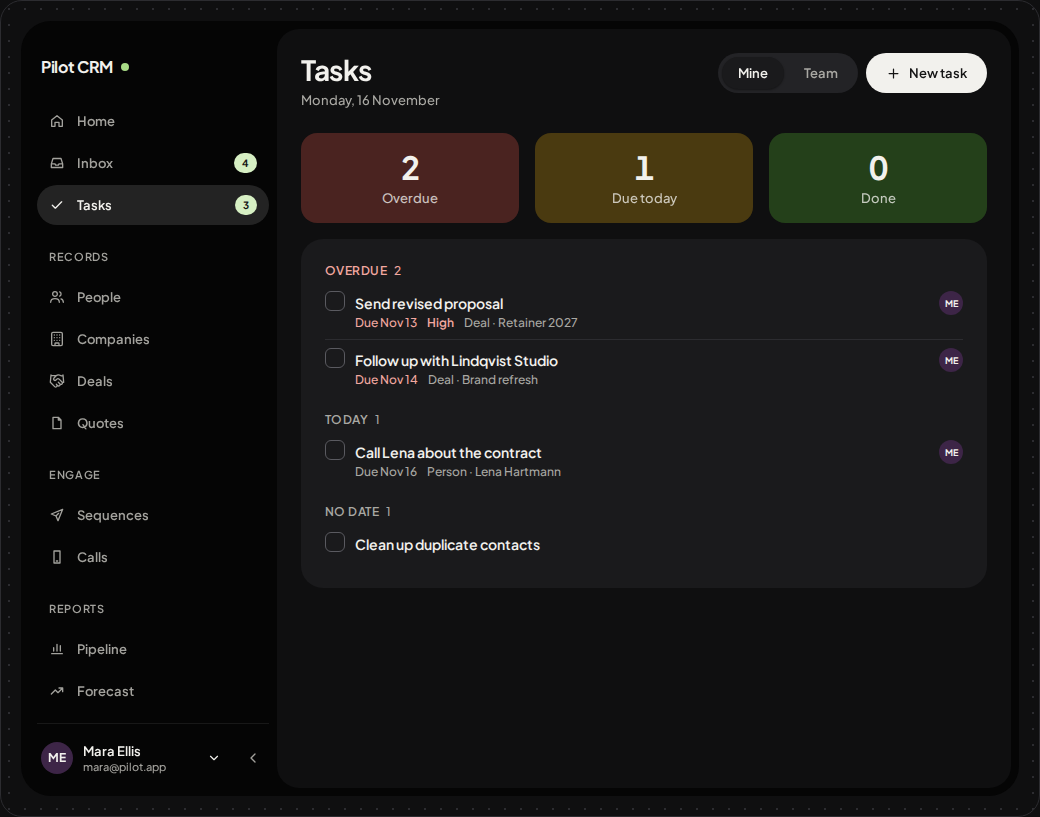 Pilot CRM
Home
Inbox 4
Tasks 3
RECORDS
People
Companies
Deals
Quotes
ENGAGE
Sequences
Calls
REPORTS
Pipeline
Forecast
ME Mara Ellis
mara@pilot.app
Tasks
Monday, 16 November
Mine Team
New task
2
Overdue
1
Due today
0
Done
OVERDUE 2
Send revised proposal ME
Due Nov 13 High Deal · Retainer 2027
Follow up with Lindqvist Studio ME
Due Nov 14 Deal · Brand refresh
TODAY 1
Call Lena about the contract ME
Due Nov 16 Person · Lena Hartmann
NO DATE 1
Clean up duplicate contacts